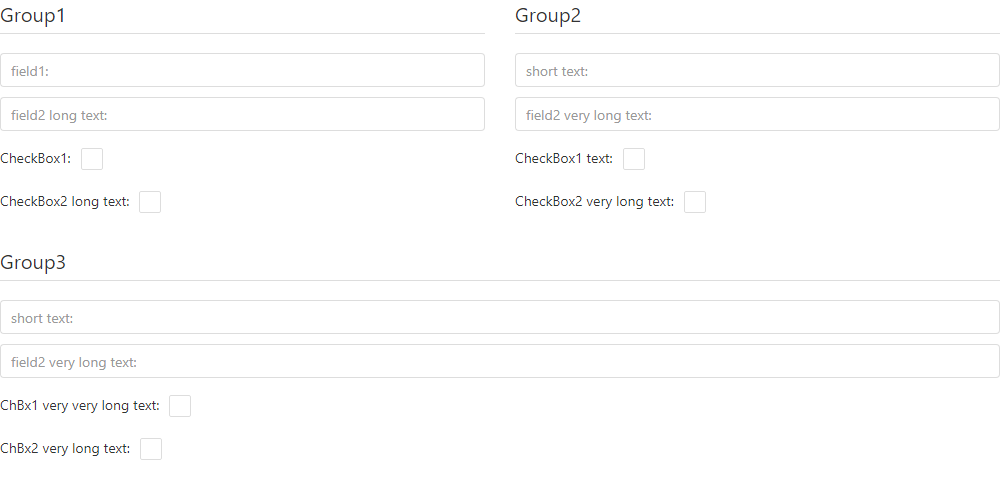 Group1
field1:
field2 long text:
CheckBox1:
CheckBox2 long text:
Group2
short text:
field2 very long text:
CheckBox1 text:
CheckBox2 very long text:
Group3
short text:
field2 very long text:
ChBx1 very very long text:
ChBx2 very long text: